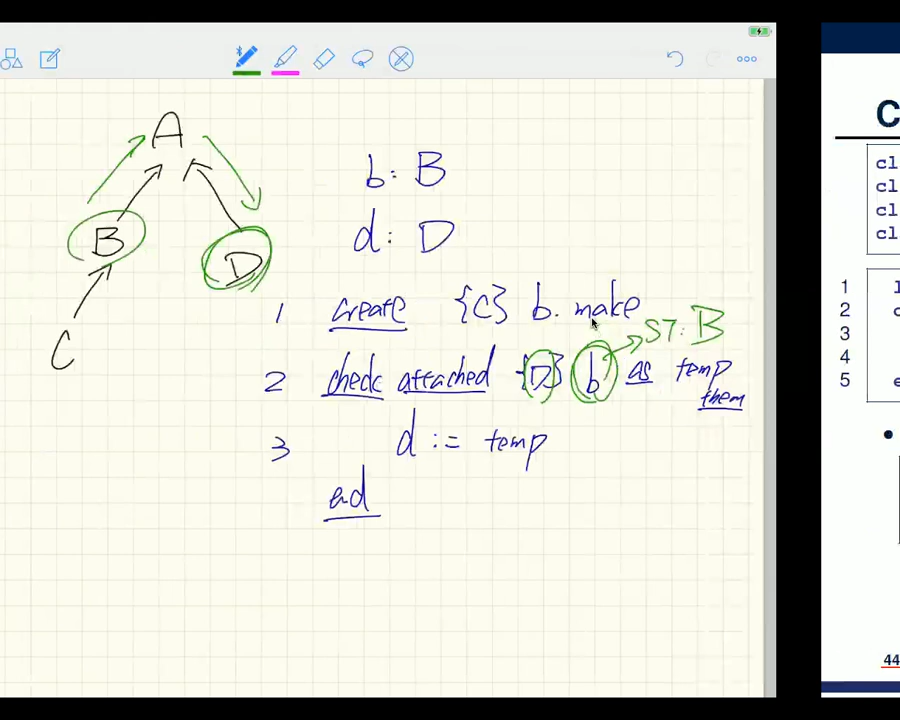 A
B
D
C
b: B
d: D
1 create {C} b. make
ST: B
2 check attached {D} b as temp
them
3 d := temp
end
C
cl
cl
cl
cl
1
2
3
4
5
44